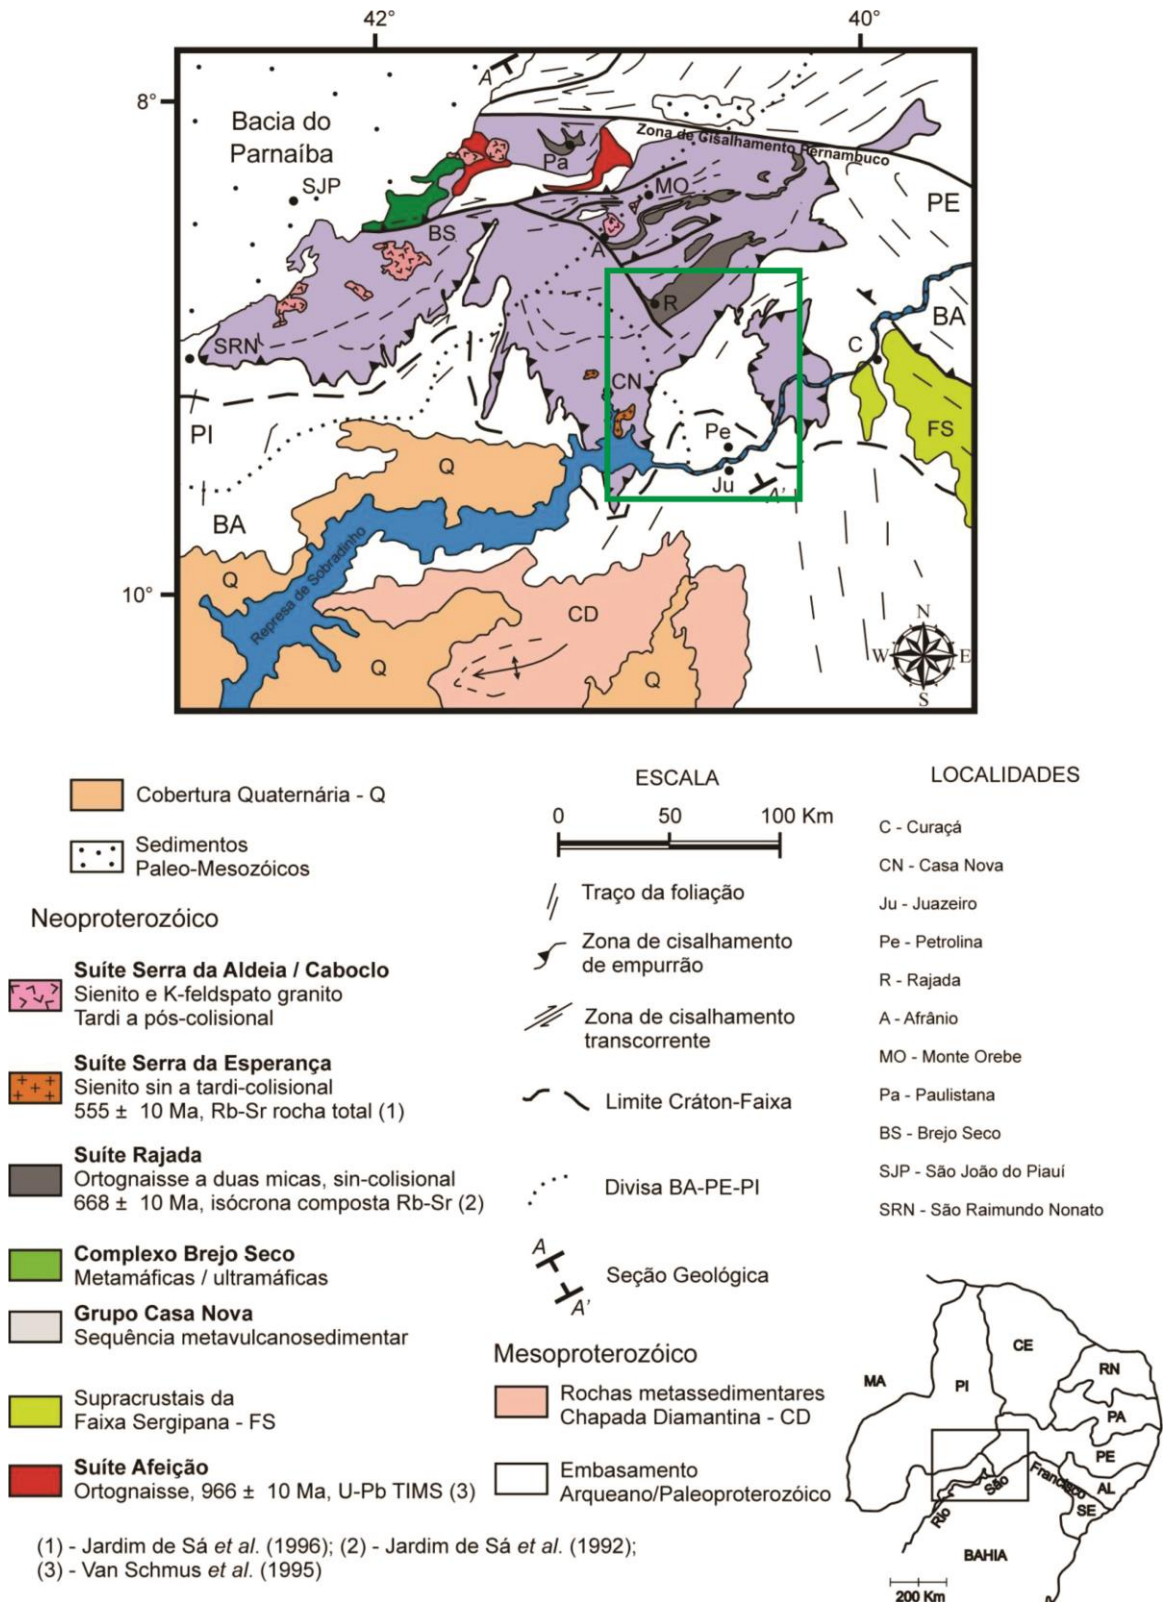 42°
40°
8°
10°
Bacia do
Parnaíba
SJP
A
Pa
Zona de Cisalhamento Pernambuco
MO
PE
BS
A
R
BA
SRN
CN
C
PI
Pe
FS
Q
Ju
A'
BA
Represa de Sobradinho
Q
CD
Q
Q
N
W
E
S
Cobertura Quaternária - Q
Sedimentos
Paleo-Mesozóicos
Neoproterozóico
Suíte Serra da Aldeia / Caboclo
Sienito e K-feldspato granito
Tardi a pós-colisional
Suíte Serra da Esperança
Sienito sin a tardi-colisional
555 ± 10 Ma, Rb-Sr rocha total (1)
Suíte Rajada
Ortognaisse a duas micas, sin-colisional
668 ± 10 Ma, isócrona composta Rb-Sr (2)
Complexo Brejo Seco
Metamáficas / ultramáficas
Grupo Casa Nova
Sequência metavulcanosedimentar
Supracrustais da
Faixa Sergipana - FS
Suíte Afeição
Ortognaisse, 966 ± 10 Ma, U-Pb TIMS (3)
ESCALA
0 50 100 Km
Traço da foliação
Zona de cisalhamento
de empurrão
Zona de cisalhamento
transcorrente
Limite Cráton-Faixa
Divisa BA-PE-PI
A
A'
Seção Geológica
Mesoproterozóico
Rochas metassedimentares
Chapada Diamantina - CD
Embasamento
Arqueano/Paleoproterozóico
LOCALIDADES
C - Curaçá
CN - Casa Nova
Ju - Juazeiro
Pe - Petrolina
R - Rajada
A - Afrânio
MO - Monte Orebe
Pa - Paulistana
BS - Brejo Seco
SJP - São João do Piauí
SRN - São Raimundo Nonato
MA
PI
CE
RN
PA
PE
AL
SE
Rio
São
Francisco
BAHIA
200 Km
(1) - Jardim de Sá et al. (1996); (2) - Jardim de Sá et al. (1992);
(3) - Van Schmus et al. (1995)